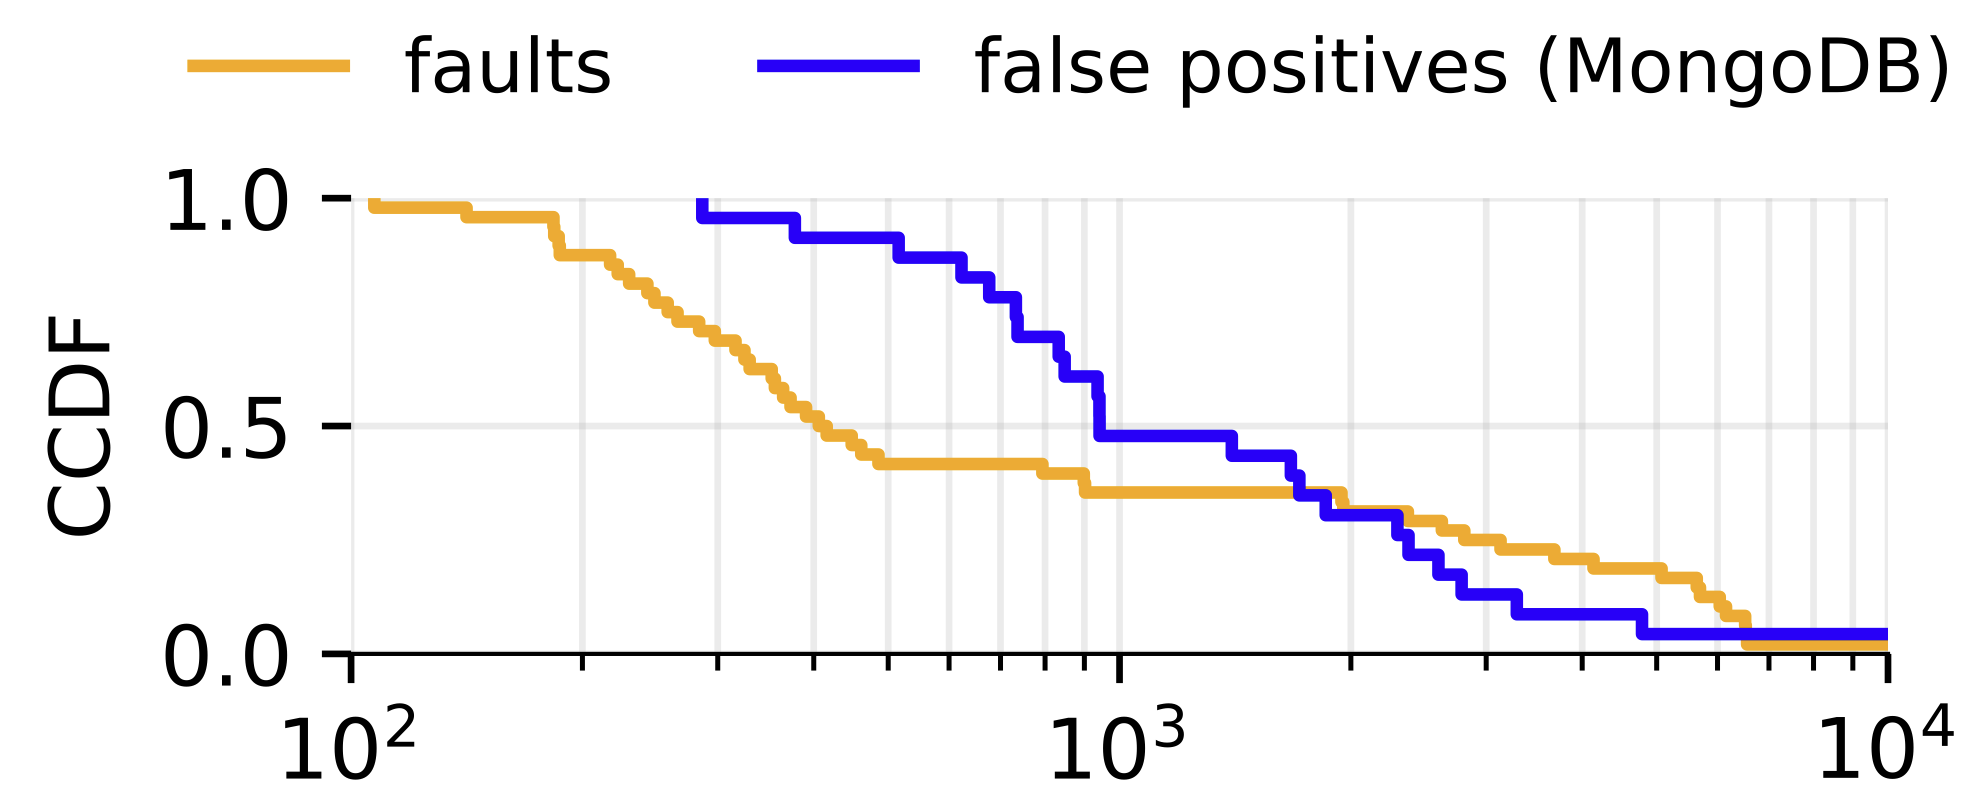 faults false positives (MongoDB)
1.0
0.5
0.0
CCDF
10² 10³ 10⁴